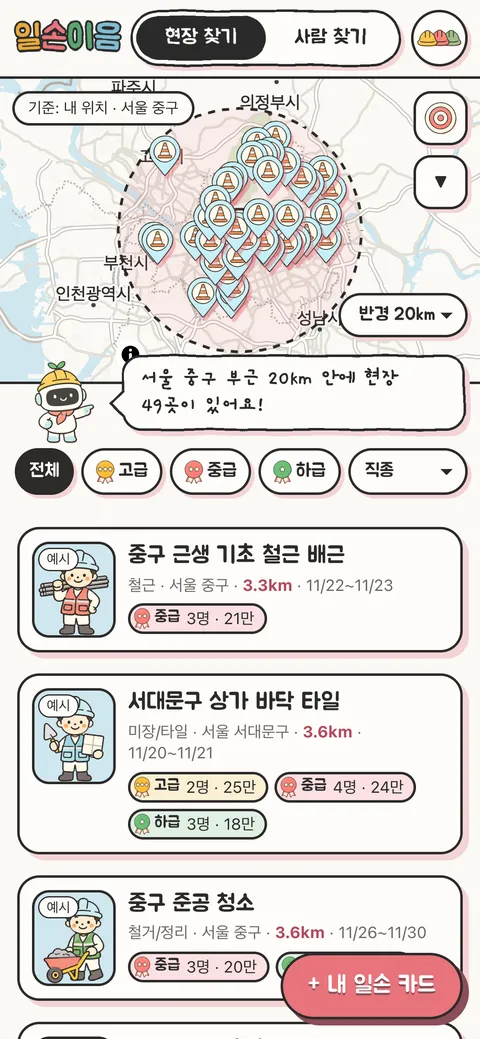 일손이음
현장 찾기
사람 찾기
파주시
기준: 내 위치 · 서울 중구
의정부시
부천시
인천광역시
성남시
반경 20km
서울 중구 부근 20km 안에 현장
49곳이 있어요!
전체
고급
중급
하급
직종
예시
중구 근생 기초 철근 배근
철근 · 서울 중구 · 3.3km · 11/22~11/23
중급 3명 · 21만
예시
서대문구 상가 바닥 타일
미장/타일 · 서울 서대문구 · 3.6km ·
11/20~11/21
고급 2명 · 25만
중급 4명 · 24만
하급 3명 · 18만
예시
중구 준공 청소
철거/정리 · 서울 중구 · 3.6km · 11/26~11/30
중급 3명 · 20만
+ 내 일손 카드